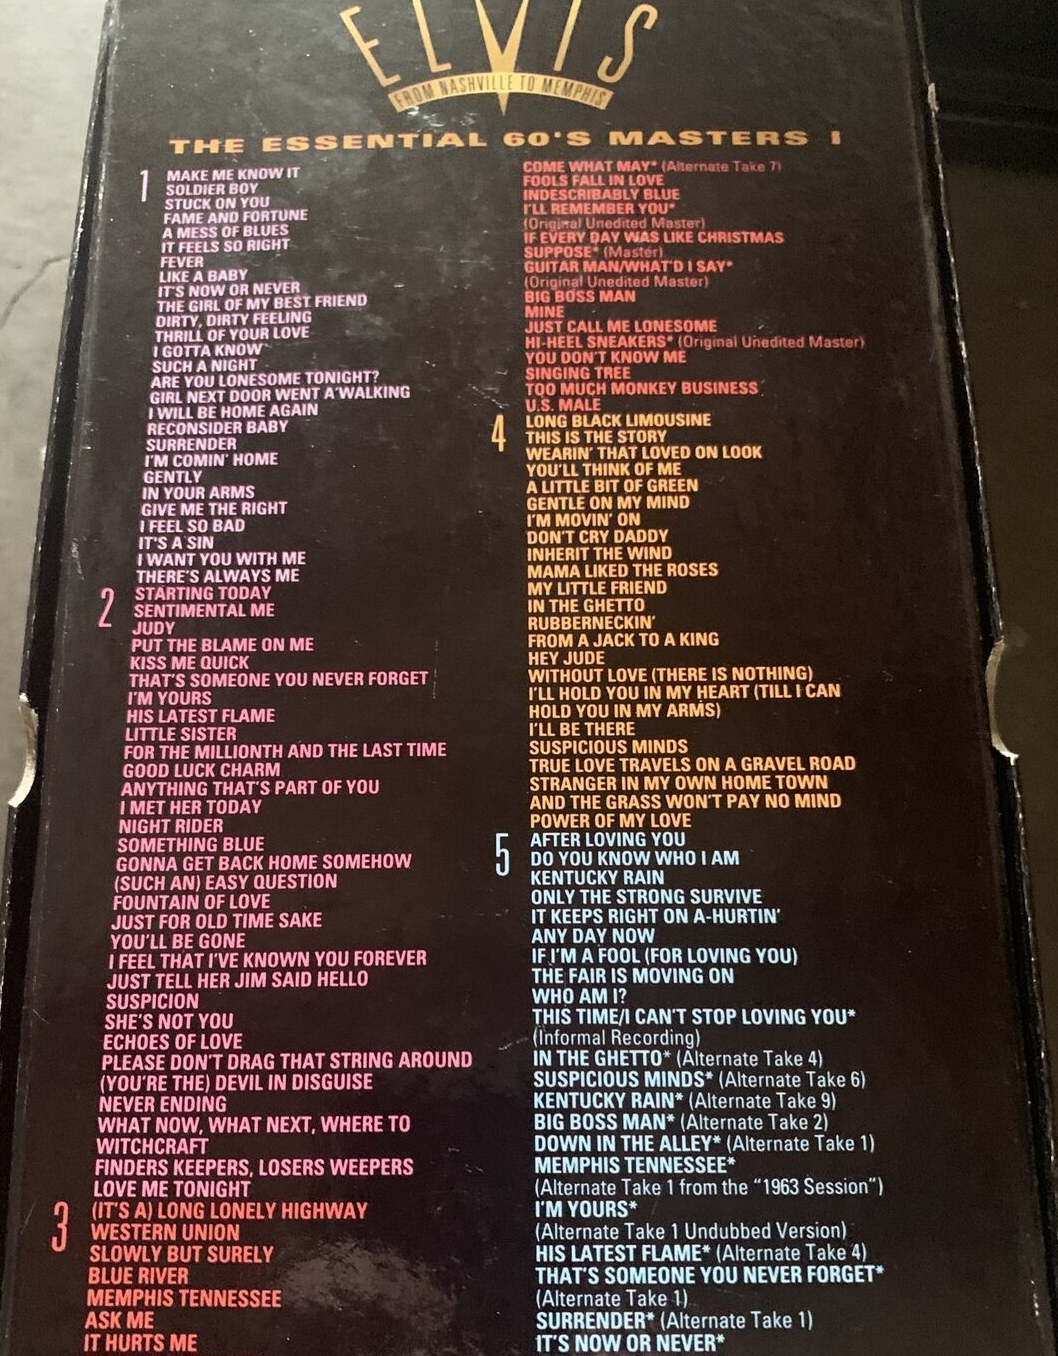 ELVIS
FROM NASHVILLE TO MEMPHIS
THE ESSENTIAL 60'S MASTERS I
1
MAKE ME KNOW IT
SOLDIER BOY
STUCK ON YOU
FAME AND FORTUNE
A MESS OF BLUES
IT FEELS SO RIGHT
FEVER
LIKE A BABY
IT'S NOW OR NEVER
THE GIRL OF MY BEST FRIEND
DIRTY, DIRTY FEELING
THRILL OF YOUR LOVE
I GOTTA KNOW
SUCH A NIGHT
ARE YOU LONESOME TONIGHT?
GIRL NEXT DOOR WENT A'WALKING
I WILL BE HOME AGAIN
RECONSIDER BABY
SURRENDER
I'M COMIN' HOME
GENTLY
IN YOUR ARMS
GIVE ME THE RIGHT
I FEEL SO BAD
IT'S A SIN
I WANT YOU WITH ME
THERE'S ALWAYS ME
2
STARTING TODAY
SENTIMENTAL ME
JUDY
PUT THE BLAME ON ME
KISS ME QUICK
THAT'S SOMEONE YOU NEVER FORGET
I'M YOURS
HIS LATEST FLAME
LITTLE SISTER
FOR THE MILLIONTH AND THE LAST TIME
GOOD LUCK CHARM
ANYTHING THAT'S PART OF YOU
I MET HER TODAY
NIGHT RIDER
SOMETHING BLUE
GONNA GET BACK HOME SOMEHOW
(SUCH AN) EASY QUESTION
FOUNTAIN OF LOVE
JUST FOR OLD TIME SAKE
YOU'LL BE GONE
I FEEL THAT I'VE KNOWN YOU FOREVER
JUST TELL HER JIM SAID HELLO
SUSPICION
SHE'S NOT YOU
ECHOES OF LOVE
PLEASE DON'T DRAG THAT STRING AROUND
(YOU'RE THE) DEVIL IN DISGUISE
NEVER ENDING
WHAT NOW, WHAT NEXT, WHERE TO
WITCHCRAFT
FINDERS KEEPERS, LOSERS WEEPERS
LOVE ME TONIGHT
3
(IT'S A) LONG LONELY HIGHWAY
WESTERN UNION
SLOWLY BUT SURELY
BLUE RIVER
MEMPHIS TENNESSEE
ASK ME
IT HURTS ME
COME WHAT MAY* (Alternate Take 7)
FOOLS FALL IN LOVE
INDESCRIBABLY BLUE
I'LL REMEMBER YOU*
(Original Unedited Master)
IF EVERY DAY WAS LIKE CHRISTMAS
SUPPOSE* (Master)
GUITAR MAN/WHAT'D I SAY*
(Original Unedited Master)
BIG BOSS MAN
MINE
JUST CALL ME LONESOME
HI-HEEL SNEAKERS* (Original Unedited Master)
YOU DON'T KNOW ME
SINGING TREE
TOO MUCH MONKEY BUSINESS
U.S. MALE
4
LONG BLACK LIMOUSINE
THIS IS THE STORY
WEARIN' THAT LOVED ON LOOK
YOU'LL THINK OF ME
A LITTLE BIT OF GREEN
GENTLE ON MY MIND
I'M MOVIN' ON
DON'T CRY DADDY
INHERIT THE WIND
MAMA LIKED THE ROSES
MY LITTLE FRIEND
IN THE GHETTO
RUBBERNECKIN'
FROM A JACK TO A KING
HEY JUDE
WITHOUT LOVE (THERE IS NOTHING)
I'LL HOLD YOU IN MY HEART (TILL I CAN
HOLD YOU IN MY ARMS)
I'LL BE THERE
SUSPICIOUS MINDS
TRUE LOVE TRAVELS ON A GRAVEL ROAD
STRANGER IN MY OWN HOME TOWN
AND THE GRASS WON'T PAY NO MIND
POWER OF MY LOVE
5
AFTER LOVING YOU
DO YOU KNOW WHO I AM
KENTUCKY RAIN
ONLY THE STRONG SURVIVE
IT KEEPS RIGHT ON A-HURTIN'
ANY DAY NOW
IF I'M A FOOL (FOR LOVING YOU)
THE FAIR IS MOVING ON
WHO AM I?
THIS TIME/I CAN'T STOP LOVING YOU*
(Informal Recording)
IN THE GHETTO* (Alternate Take 4)
SUSPICIOUS MINDS* (Alternate Take 6)
KENTUCKY RAIN* (Alternate Take 9)
BIG BOSS MAN* (Alternate Take 2)
DOWN IN THE ALLEY* (Alternate Take 1)
MEMPHIS TENNESSEE*
(Alternate Take 1 from the "1963 Session")
I'M YOURS*
(Alternate Take 1 Undubbed Version)
HIS LATEST FLAME* (Alternate Take 4)
THAT'S SOMEONE YOU NEVER FORGET*
(Alternate Take 1)
SURRENDER* (Alternate Take 1)
IT'S NOW OR NEVER*